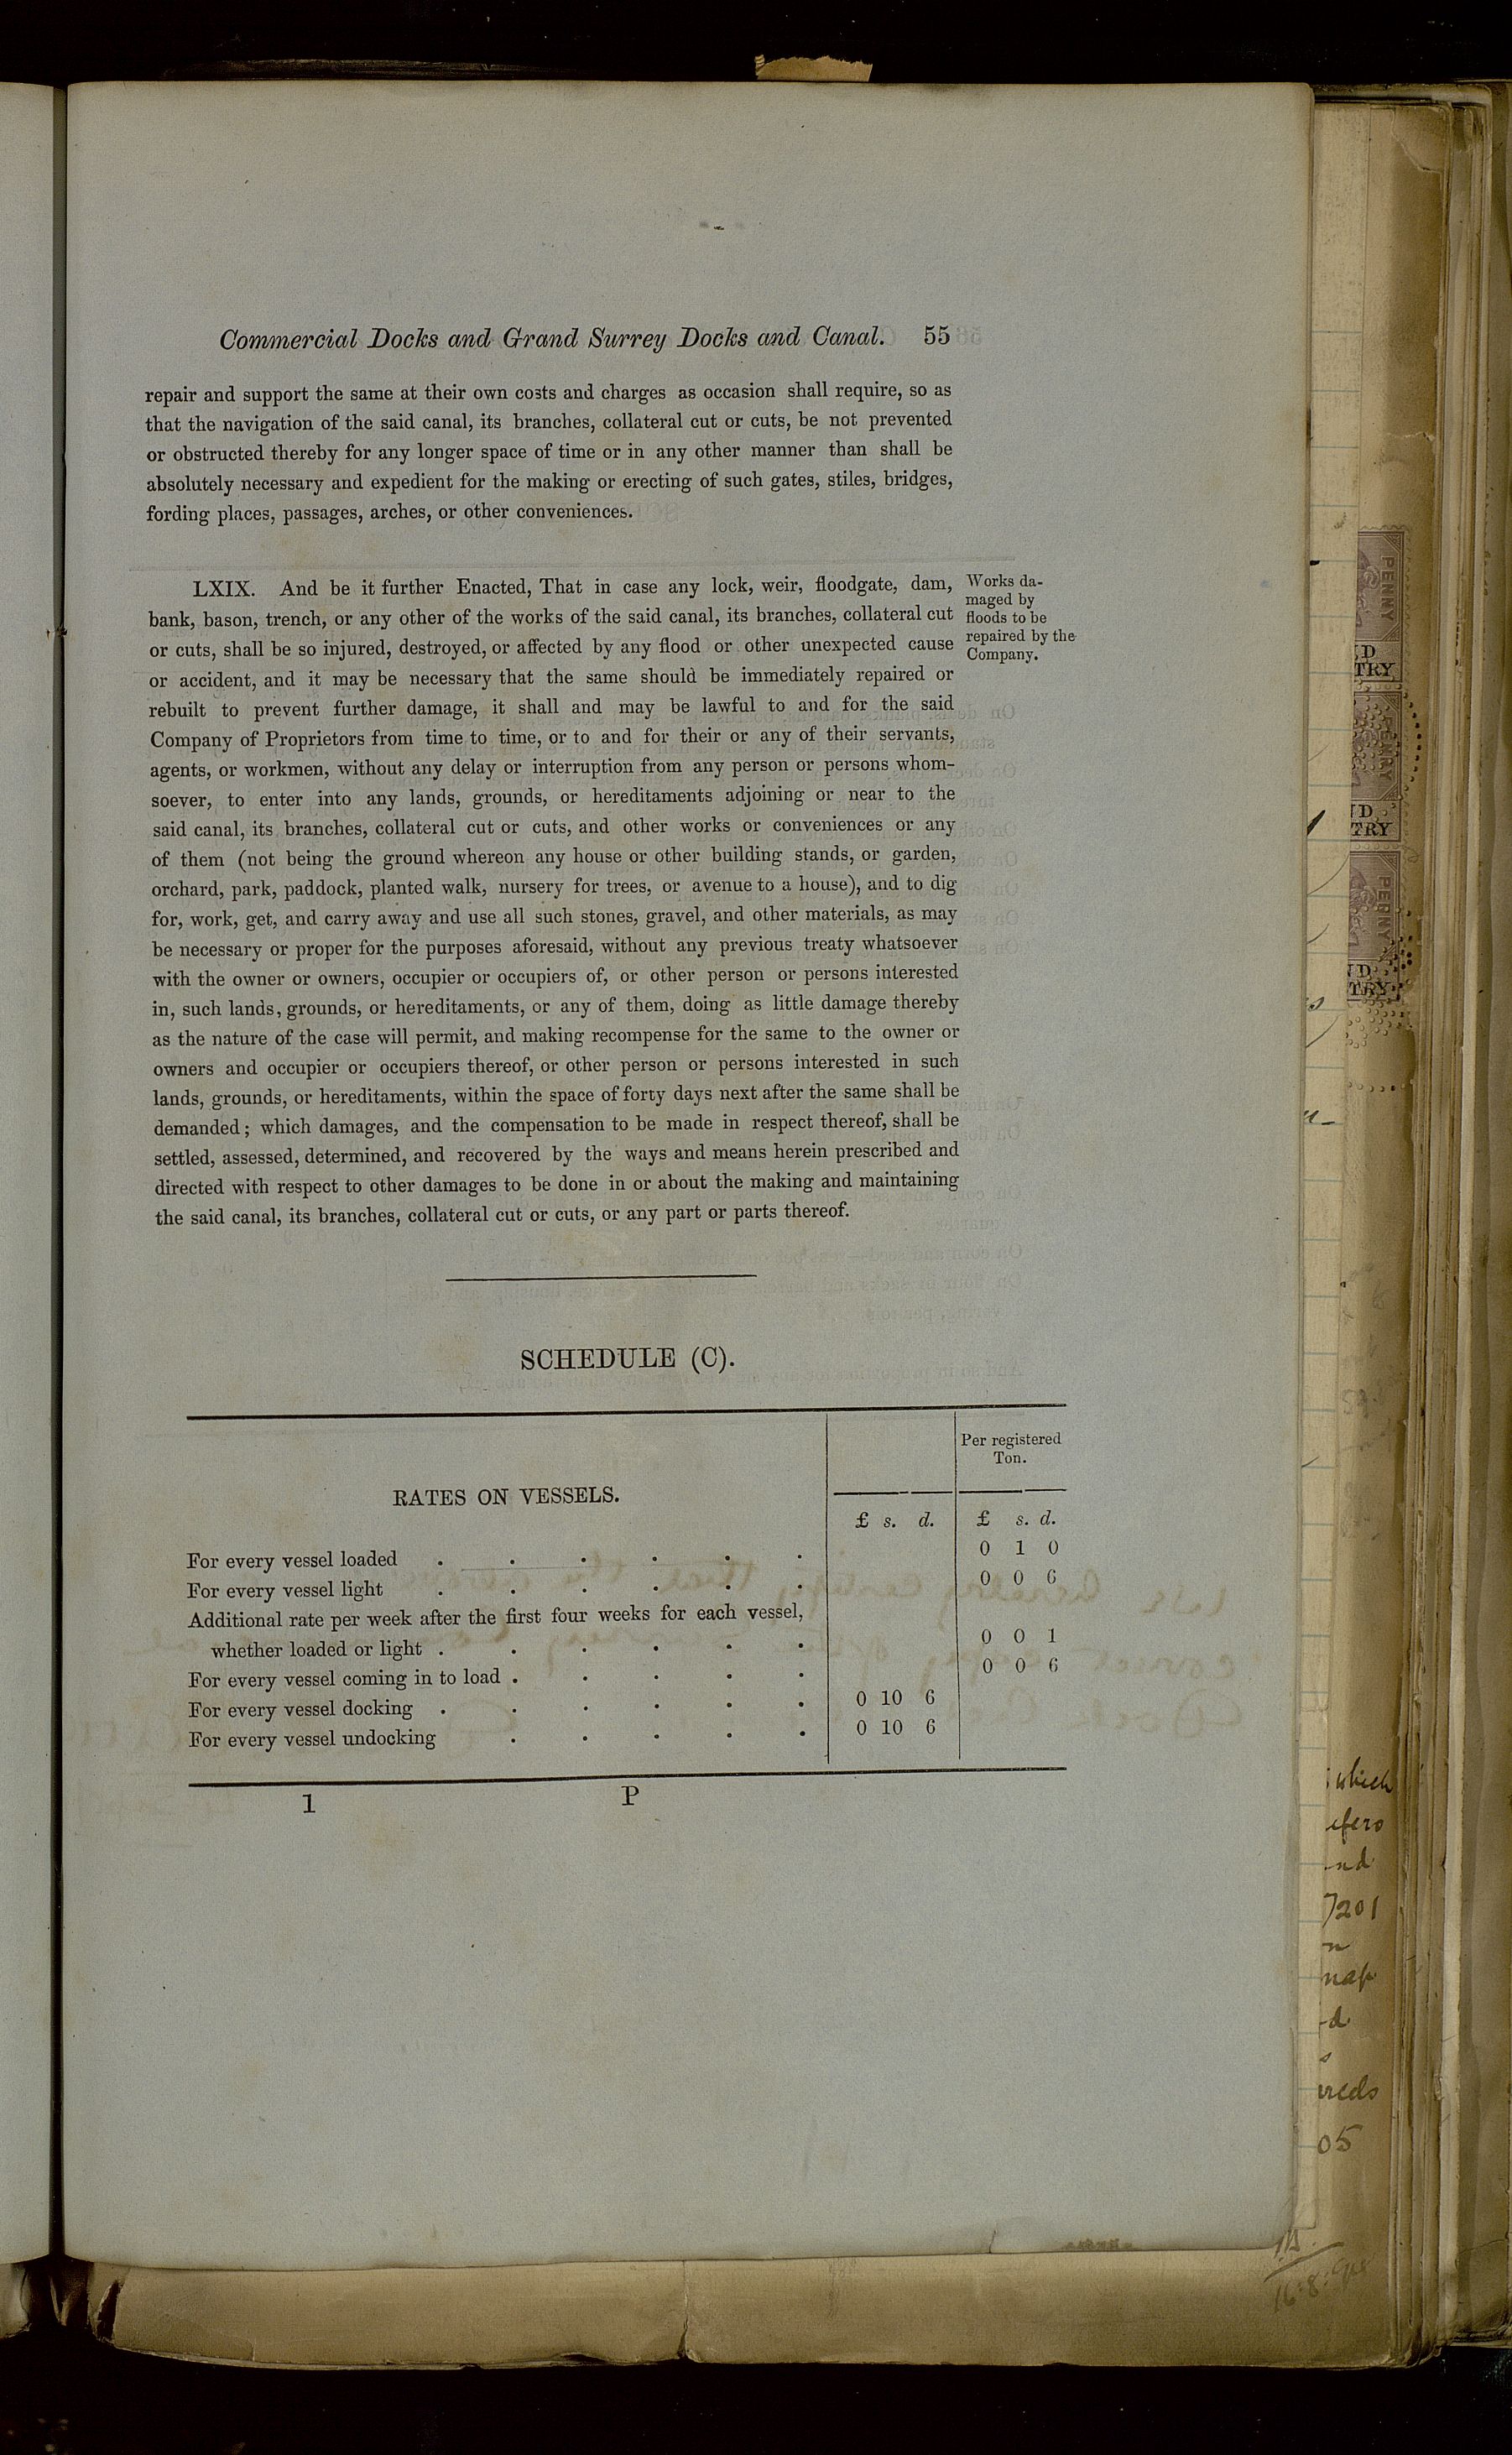 Commercial Docks and Grand Surrey Docks and Canal. 55
repair and support the same at their own costs and charges as occasion shall require, so as
that the navigation of the said canal, its branches, collateral cut or cuts, be not prevented
or obstructed thereby for any longer space of time or in any other manner than shall be
absolutely necessary and expedient for the making or erecting of such gates, stiles, bridges,
fording places, passages, arches, or other conveniences.
LXIX. And be it further Enacted, That in case any lock, weir, floodgate, dam,
bank, bason, trench, or any other of the works of the said canal, its branches, collateral cut
or cuts, shall be so injured, destroyed, or affected by any flood or other unexpected cause
or accident, and it may be necessary that the same should be immediately repaired or
rebuilt to prevent further damage, it shall and may be lawful to and for the said
Company of Proprietors from time to time, or to and for their or any of their servants,
agents, or workmen, without any delay or interruption from any person or persons whom-
soever, to enter into any lands, grounds, or hereditaments adjoining or near to the
said canal, its branches, collateral cut or cuts, and other works or conveniences or any
of them (not being the ground whereon any house or other building stands, or garden,
orchard, park, paddock, planted walk, nursery for trees, or avenue to a house), and to dig
for, work, get, and carry away and use all such stones, gravel, and other materials, as may
be necessary or proper for the purposes aforesaid, without any previous treaty whatsoever
with the owner or owners, occupier or occupiers of, or other person or persons interested
in, such lands, grounds, or hereditaments, or any of them, doing as little damage thereby
as the nature of the case will permit, and making recompense for the same to the owner or
owners and occupier or occupiers thereof, or other person or persons interested in such
lands, grounds, or hereditaments, within the space of forty days next after the same shall be
demanded; which damages, and the compensation to be made in respect thereof, shall be
settled, assessed, determined, and recovered by the ways and means herein prescribed and
directed with respect to other damages to be done in or about the making and maintaining
the said canal, its branches, collateral cut or cuts, or any part or parts thereof.
Works da-
maged by
floods to be
repaired by the
Company.
SCHEDULE (C).
Per registered
Ton.
RATES ON VESSELS.
£ s. d. £ s. d.
For every vessel loaded . . . . . . 0 1 0
For every vessel light . . . . . . 0 0 6
Additional rate per week after the first four weeks for each vessel,
whether loaded or light . . . . . . 0 0 1
For every vessel coming in to load . . . . . 0 0 6
For every vessel docking . . . . . . 0 10 6
For every vessel undocking . . . . . 0 10 6
1 P
PENNY
TRY
PENNY
TRY
PENNY
TRY
which
nd
7201
05